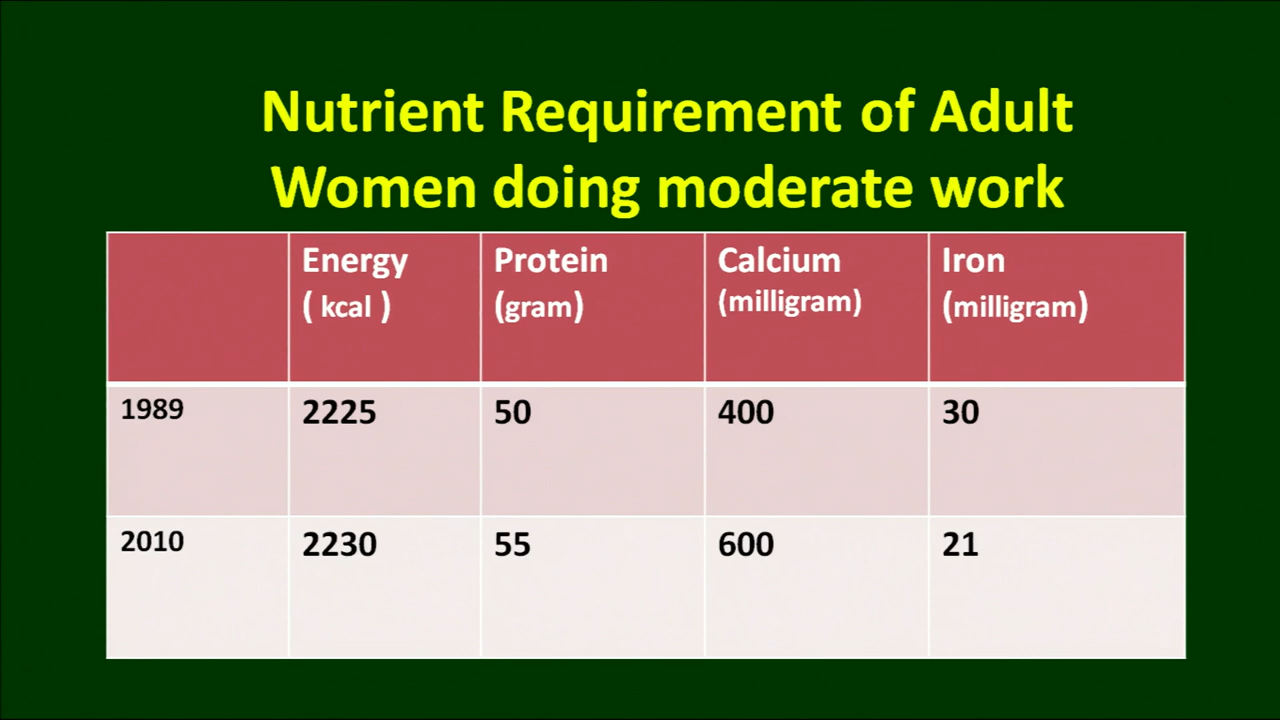 Nutrient Requirement of Adult
Women doing moderate work
Energy Protein Calcium Iron
( kcal ) (gram) (milligram) (milligram)
1989 2225 50 400 30
2010 2230 55 600 21